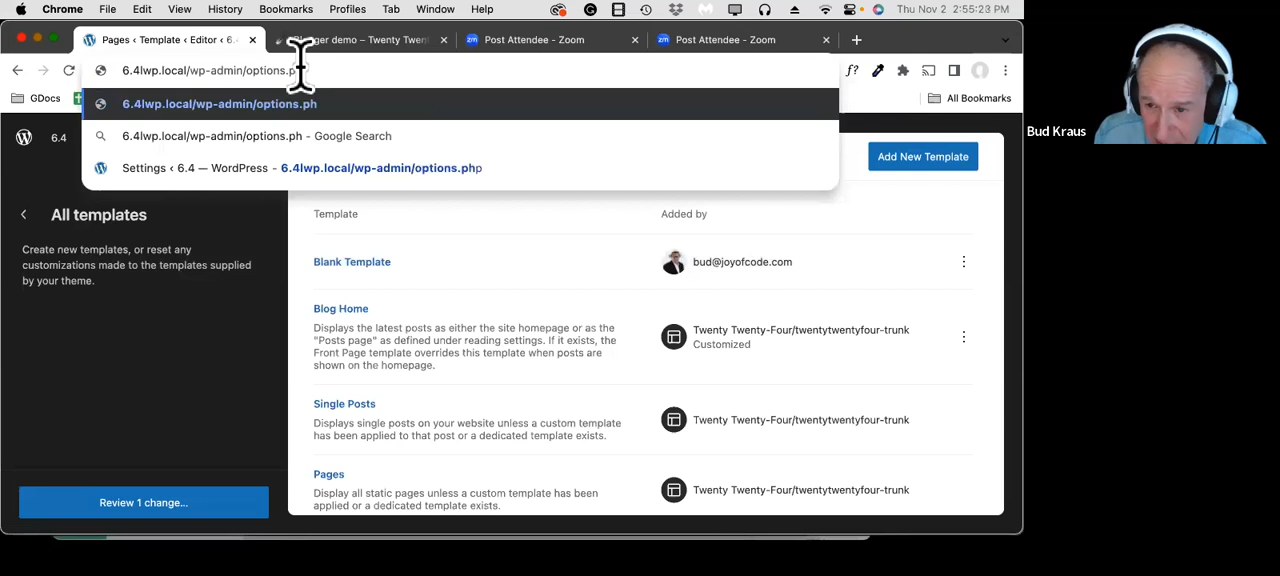 Chrome File Edit View History Bookmarks Profiles Tab Window Help Thu Nov 2 2:55:23 PM
Pages ‹ Template ‹ Editor ‹ 6. demo – Twenty Twen Post Attendee - Zoom Post Attendee - Zoom
6.4lwp.local/wp-admin/options.p
6.4lwp.local/wp-admin/options.ph
GDocs All Bookmarks
6.4lwp.local/wp-admin/options.ph - Google Search
Bud Kraus
6.4
Add New Template
Settings ‹ 6.4 — WordPress - 6.4lwp.local/wp-admin/options.php
All templates
Create new templates, or reset any
customizations made to the templates supplied
by your theme.
Template Added by
Blank Template bud@joyofcode.com
Blog Home
Displays the latest posts as either the site homepage or as the
"Posts page" as defined under reading settings. If it exists, the
Front Page template overrides this template when posts are
shown on the homepage.
Twenty Twenty-Four/twentytwentyfour-trunk
Customized
Single Posts
Displays single posts on your website unless a custom template
has been applied to that post or a dedicated template exists.
Twenty Twenty-Four/twentytwentyfour-trunk
Pages
Display all static pages unless a custom template has been
applied or a dedicated template exists.
Twenty Twenty-Four/twentytwentyfour-trunk
Review 1 change...